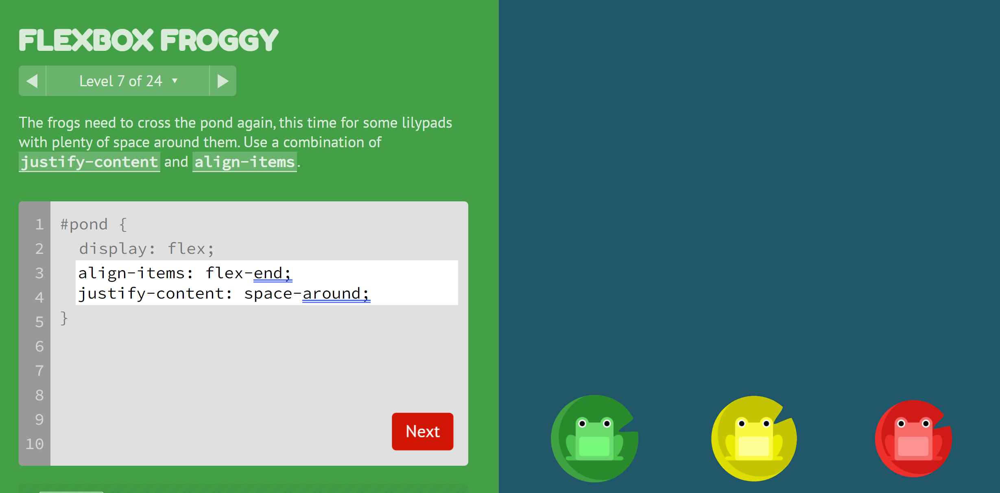 FLEXBOX FROGGY
◀ Level 7 of 24 ▼ ▶
The frogs need to cross the pond again, this time for some lilypads
with plenty of space around them. Use a combination of
justify-content and align-items.
1 #pond {
2 display: flex;
3 align-items: flex-end;
4 justify-content: space-around;
5 }
6
7
8
9
10
Next